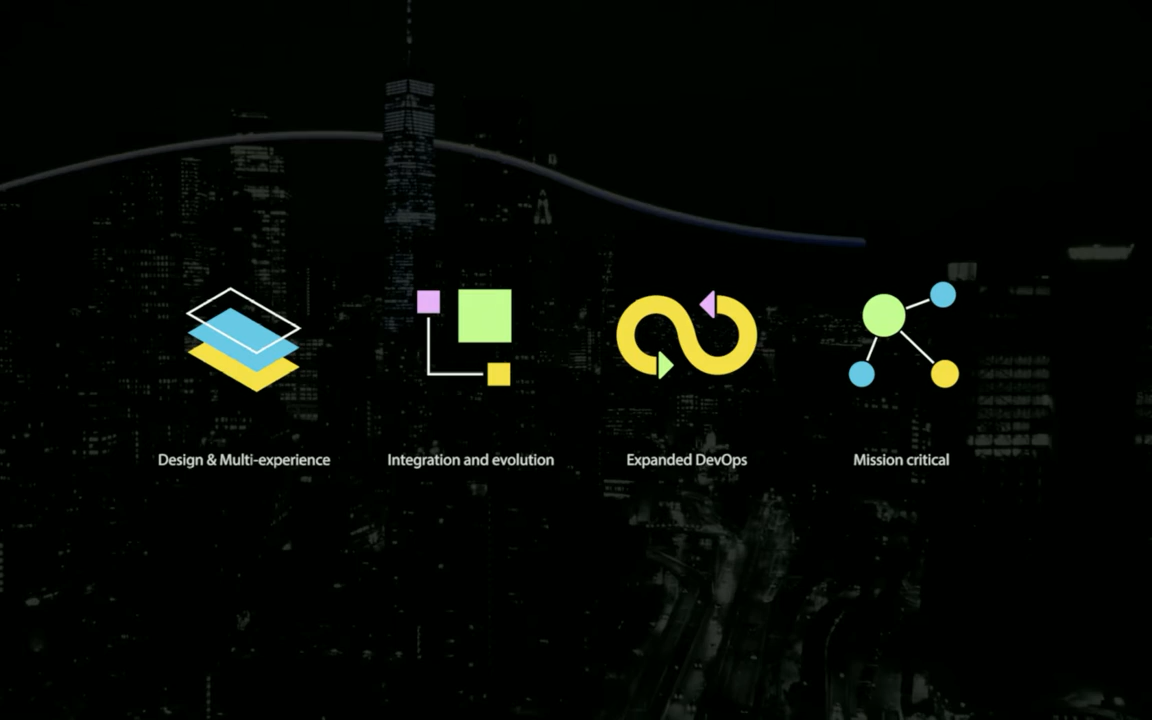 Design & Multi-experience
Integration and evolution
Expanded DevOps
Mission critical